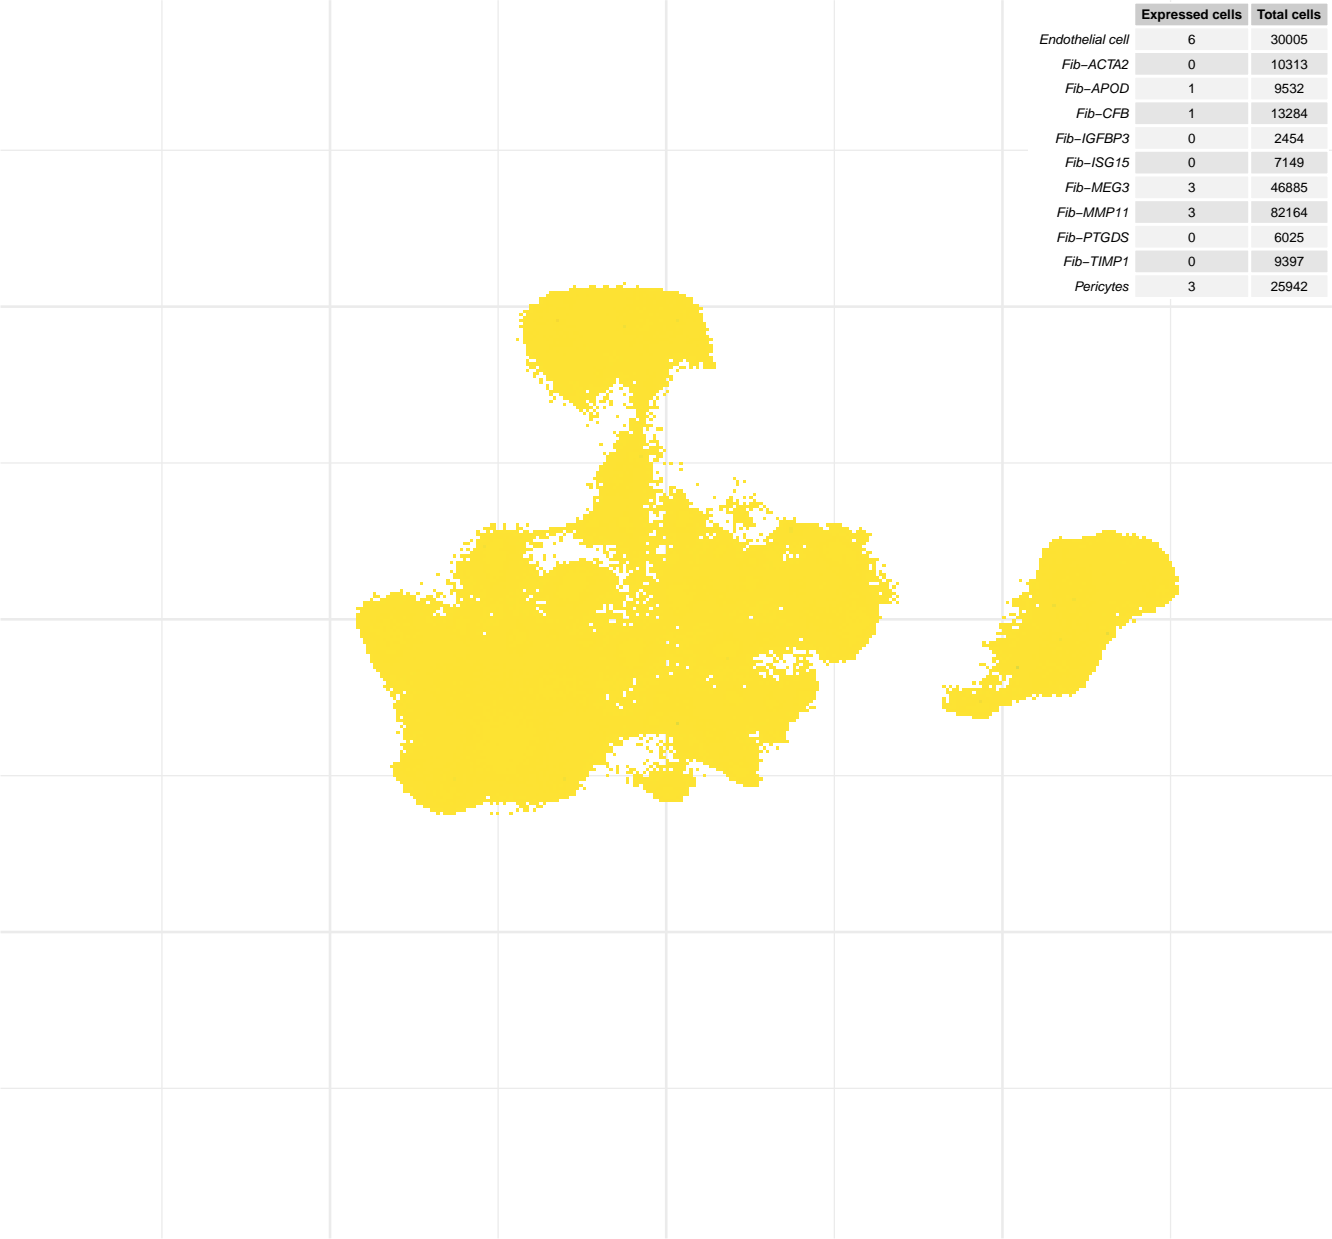 Expressed cells Total cells
Endothelial cell 6 30005
Fib−ACTA2 0 10313
Fib−APOD 1 9532
Fib−CFB 1 13284
Fib−IGFBP3 0 2454
Fib−ISG15 0 7149
Fib−MEG3 3 46885
Fib−MMP11 3 82164
Fib−PTGDS 0 6025
Fib−TIMP1 0 9397
Pericytes 3 25942